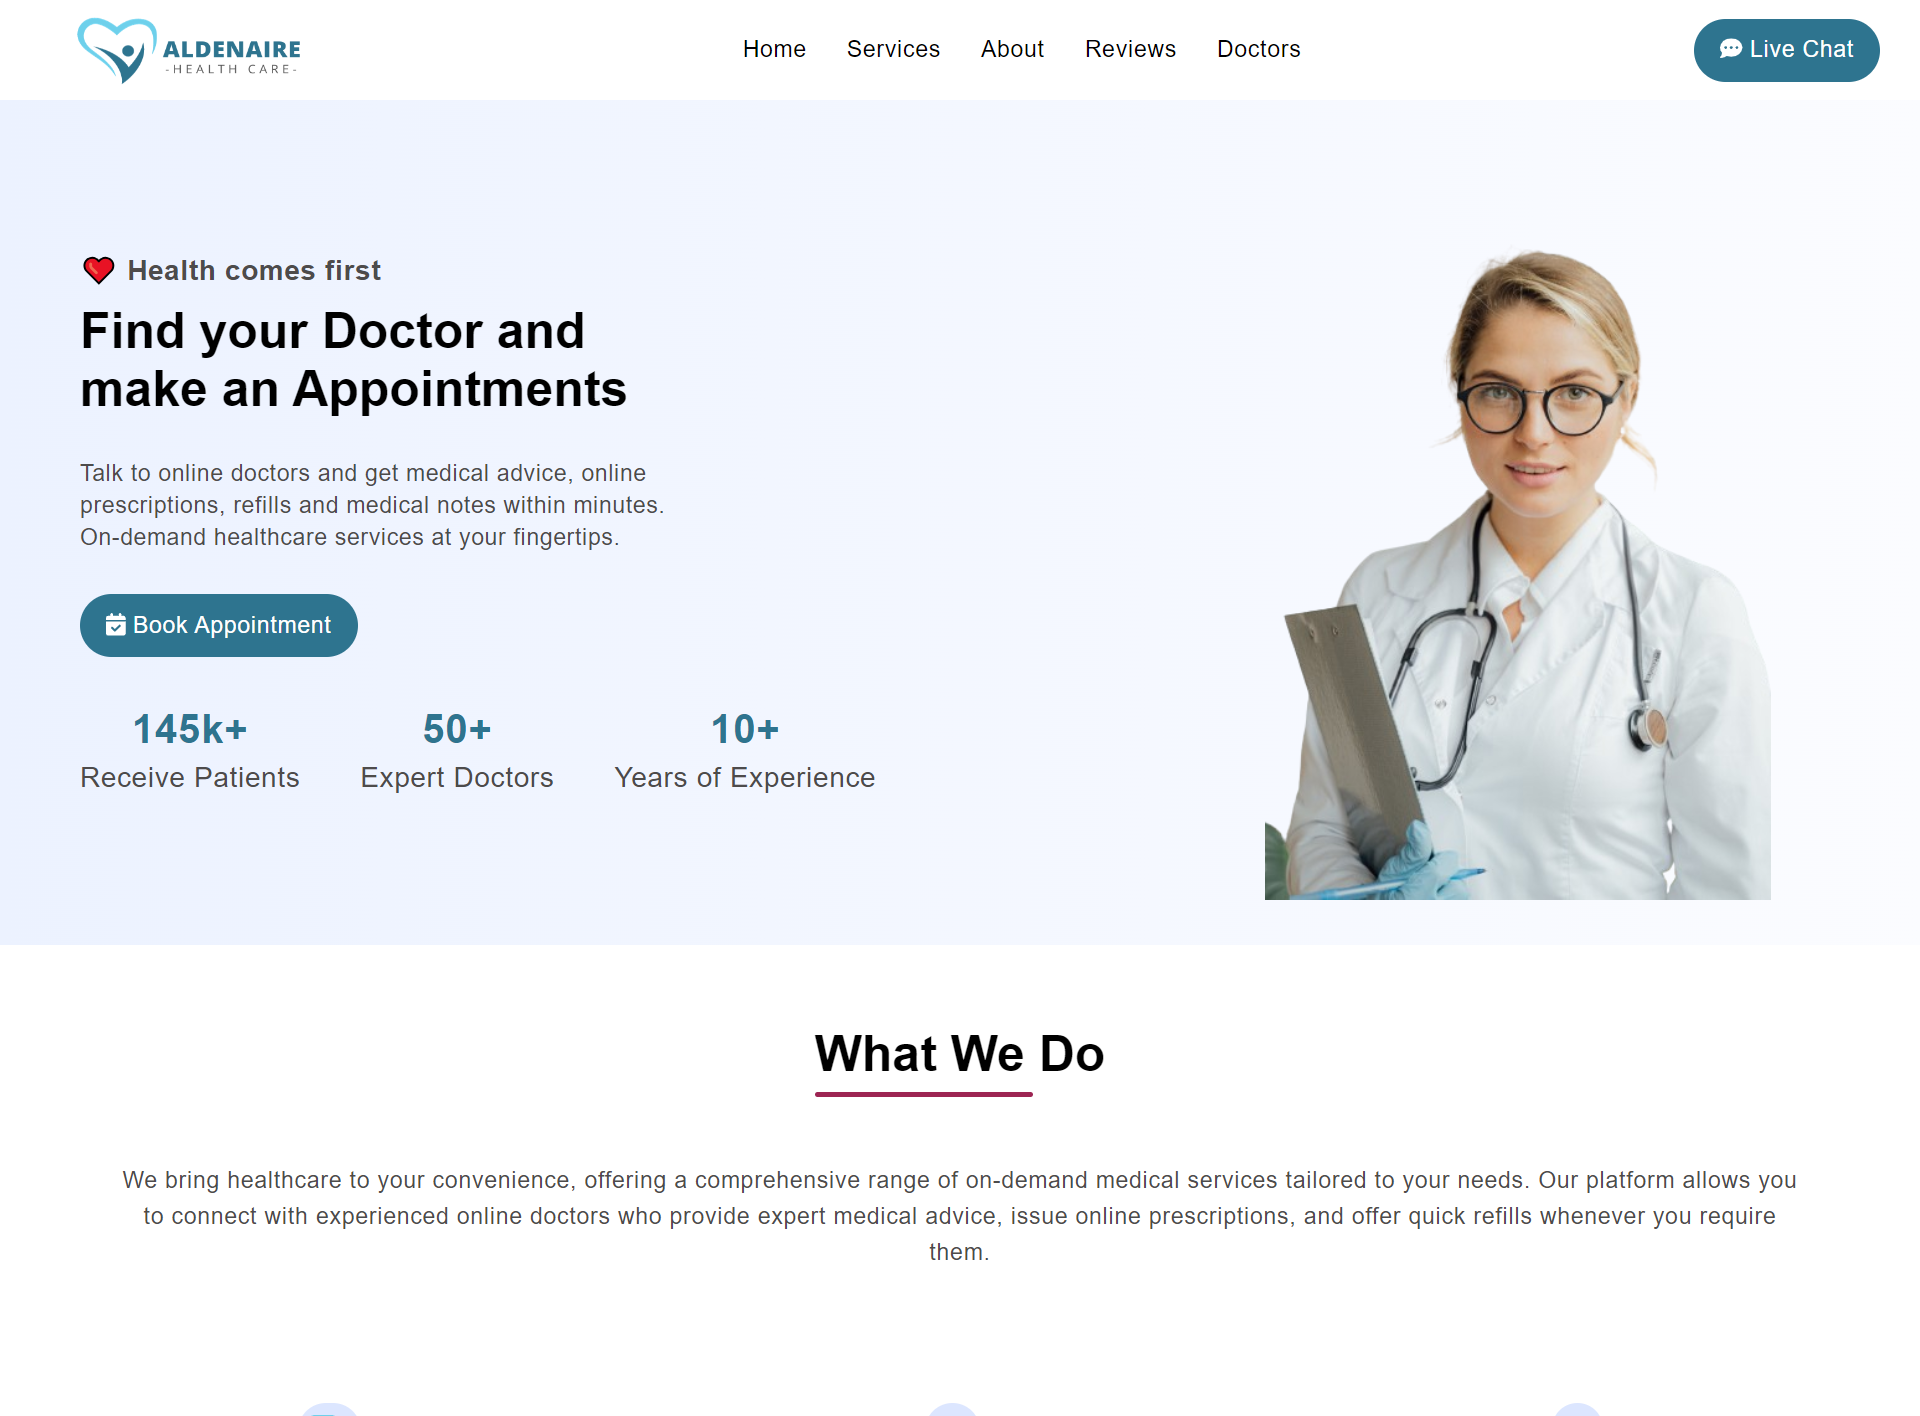 ALDENAIRE
-HEALTH CARE-
Home Services About Reviews Doctors
Live Chat
Health comes first
Find your Doctor and
make an Appointments
Talk to online doctors and get medical advice, online
prescriptions, refills and medical notes within minutes.
On-demand healthcare services at your fingertips.
Book Appointment
145k+ 50+ 10+
Receive Patients Expert Doctors Years of Experience
What We Do
We bring healthcare to your convenience, offering a comprehensive range of on-demand medical services tailored to your needs. Our platform allows you
to connect with experienced online doctors who provide expert medical advice, issue online prescriptions, and offer quick refills whenever you require
them.